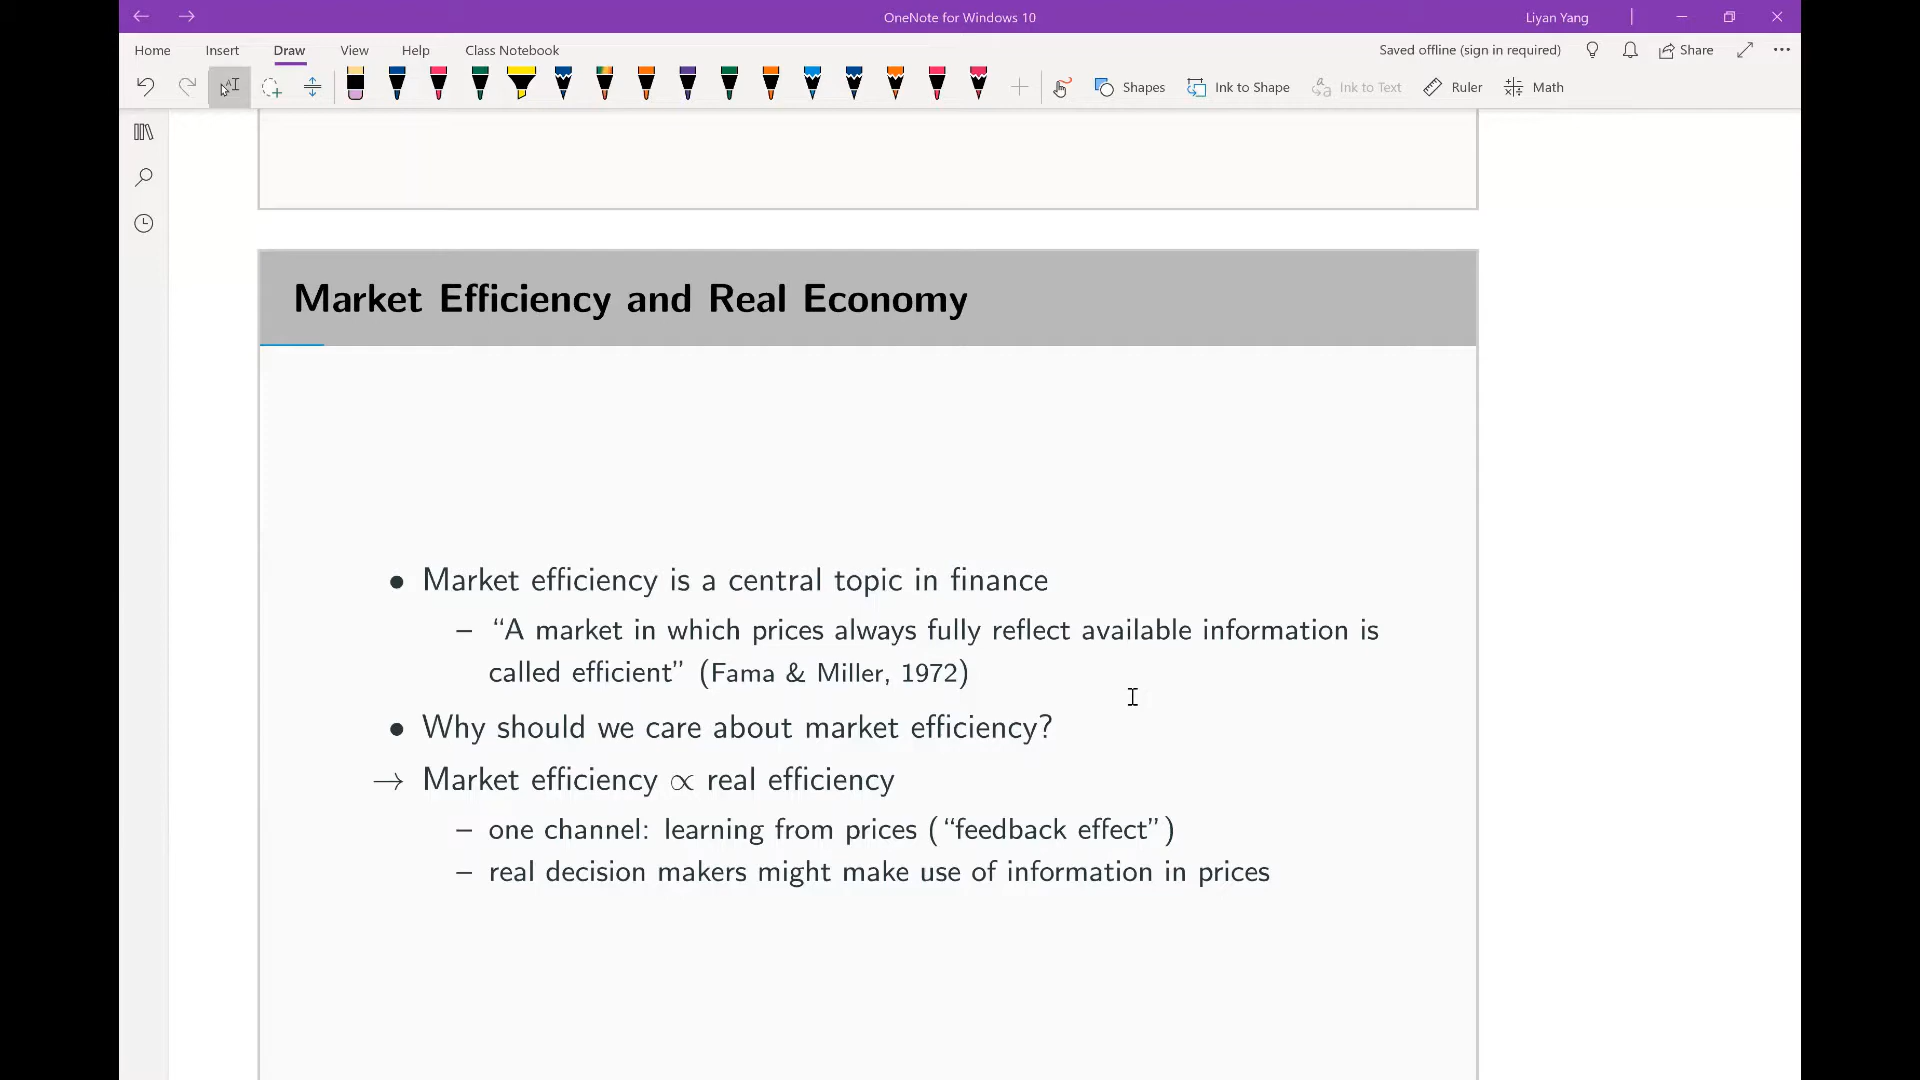 OneNote for Windows 10
Liyan Yang
Home Insert Draw View Help Class Notebook
Saved offline (sign in required) Share
Shapes Ink to Shape Ink to Text Ruler Math
Market Efficiency and Real Economy
• Market efficiency is a central topic in finance
– “A market in which prices always fully reflect available information is
called efficient” (Fama & Miller, 1972)
• Why should we care about market efficiency?
→ Market efficiency ∝ real efficiency
– one channel: learning from prices (“feedback effect”)
– real decision makers might make use of information in prices